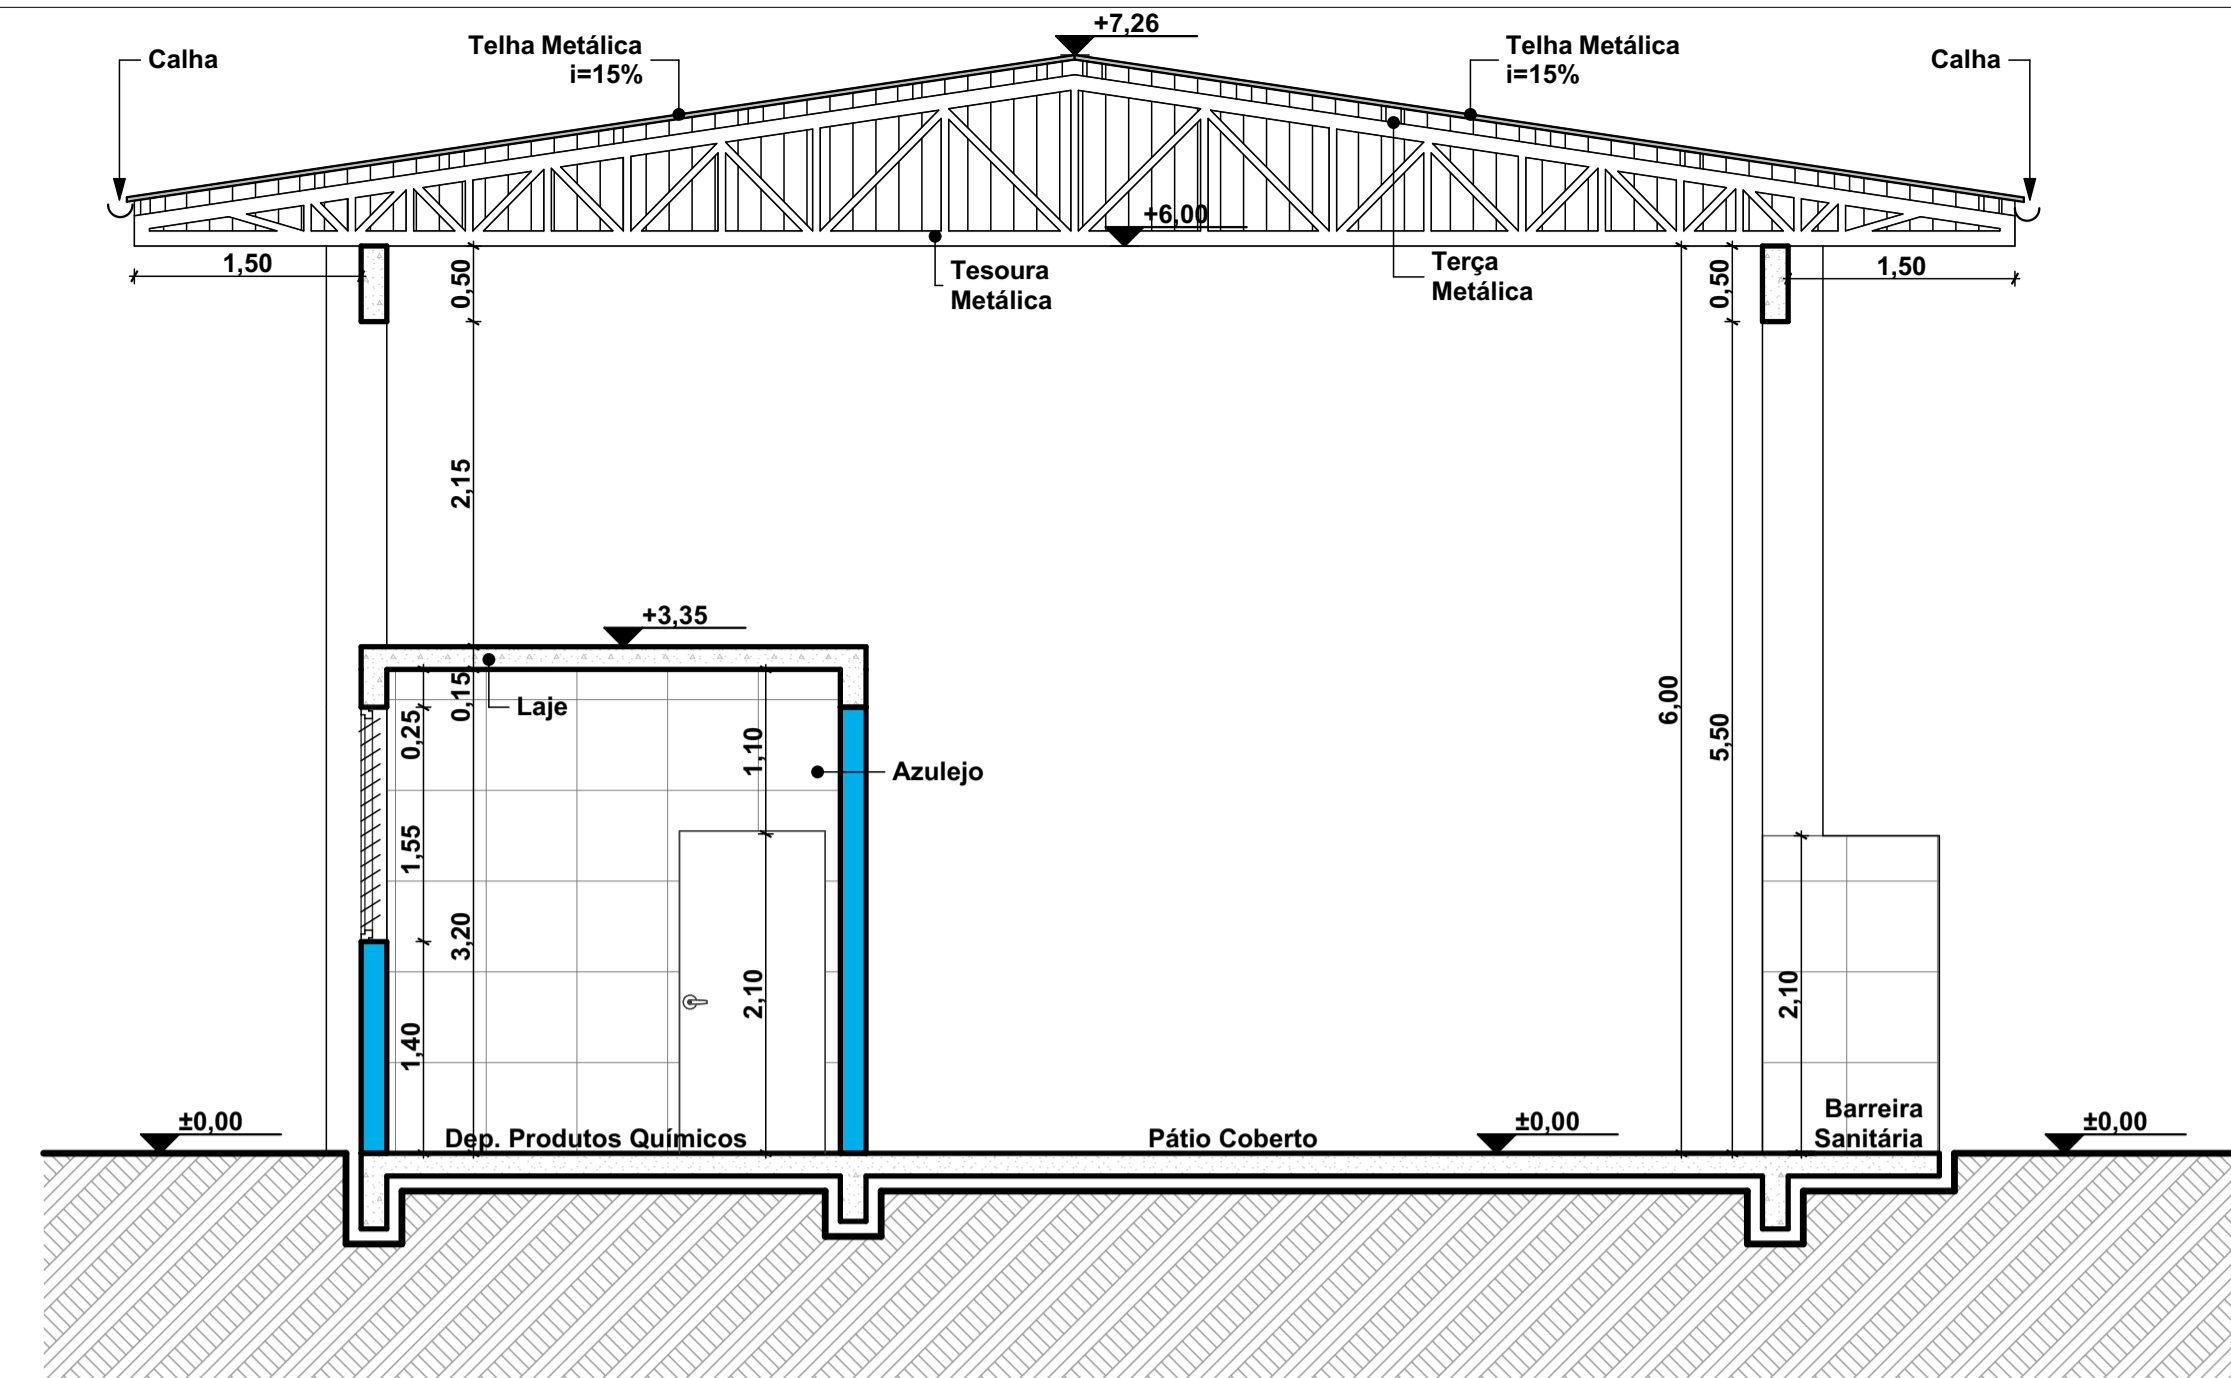 +7,26
Calha
Telha Metálica
i=15%
Telha Metálica
i=15%
Calha
+6,00
1,50
0,50
Tesoura
Metálica
Terça
Metálica
0,50
1,50
2,15
+3,35
0,15
Laje
0,25
1,10
Azulejo
6,00
5,50
1,55
3,20
2,10
2,10
1,40
±0,00
Dep. Produtos Químicos
Pátio Coberto
±0,00
Barreira
Sanitária
±0,00